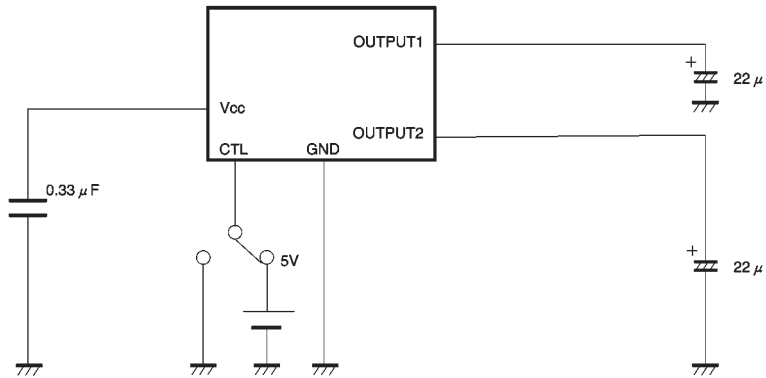 OUTPUT1
+
22 μ
Vcc
OUTPUT2
CTL GND
0.33 μF
5V
+
22 μ